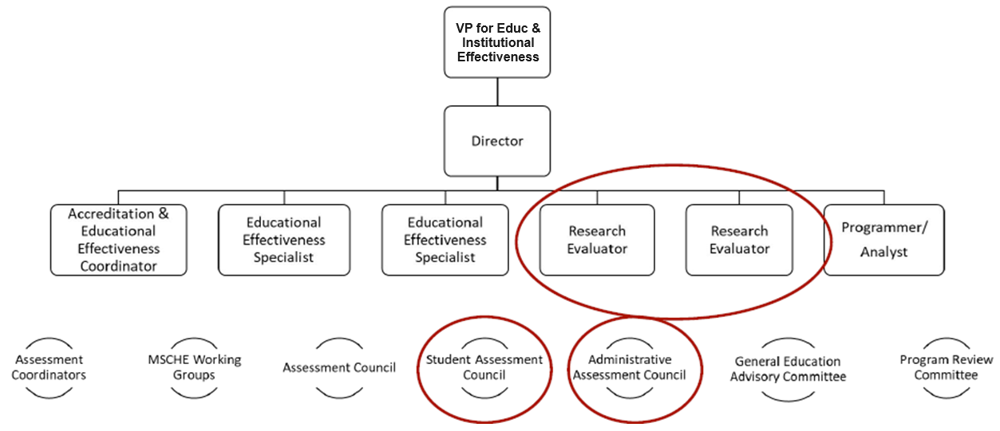 VP for Educ &
Institutional
Effectiveness
Director
Accreditation &
Educational
Effectiveness
Coordinator
Educational
Effectiveness
Specialist
Educational
Effectiveness
Specialist
Research
Evaluator
Research
Evaluator
Programmer/
Analyst
Assessment
Coordinators
MSCHE Working
Groups
Assessment Council
Student Assessment
Council
Administrative
Assessment Council
General Education
Advisory Committee
Program Review
Committee